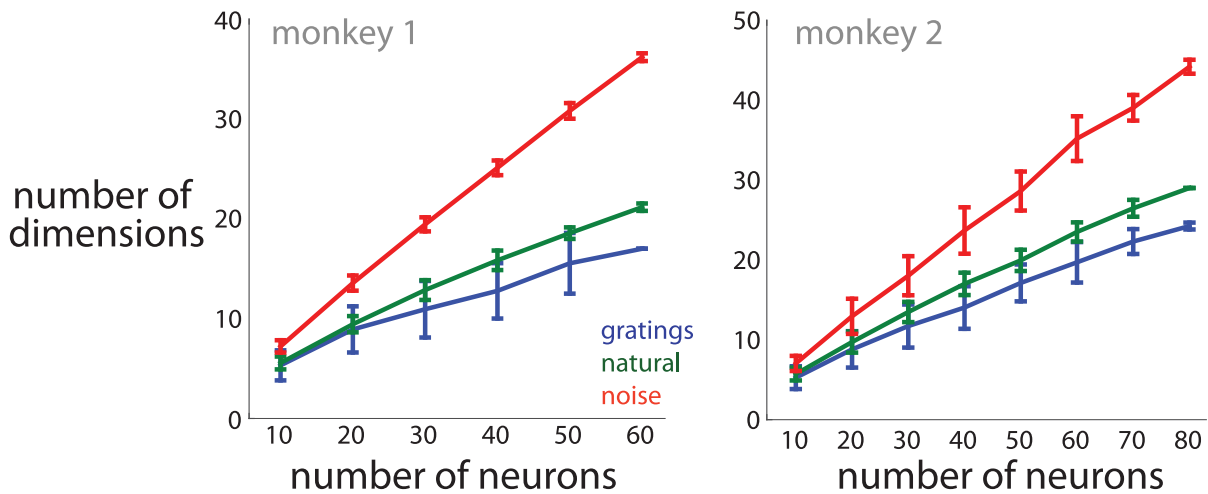 monkey 1
number of
dimensions
40
30
20
10
0
gratings
natural
noise
10 20 30 40 50 60
number of neurons
monkey 2
50
40
30
20
10
0
10 20 30 40 50 60 70 80
number of neurons